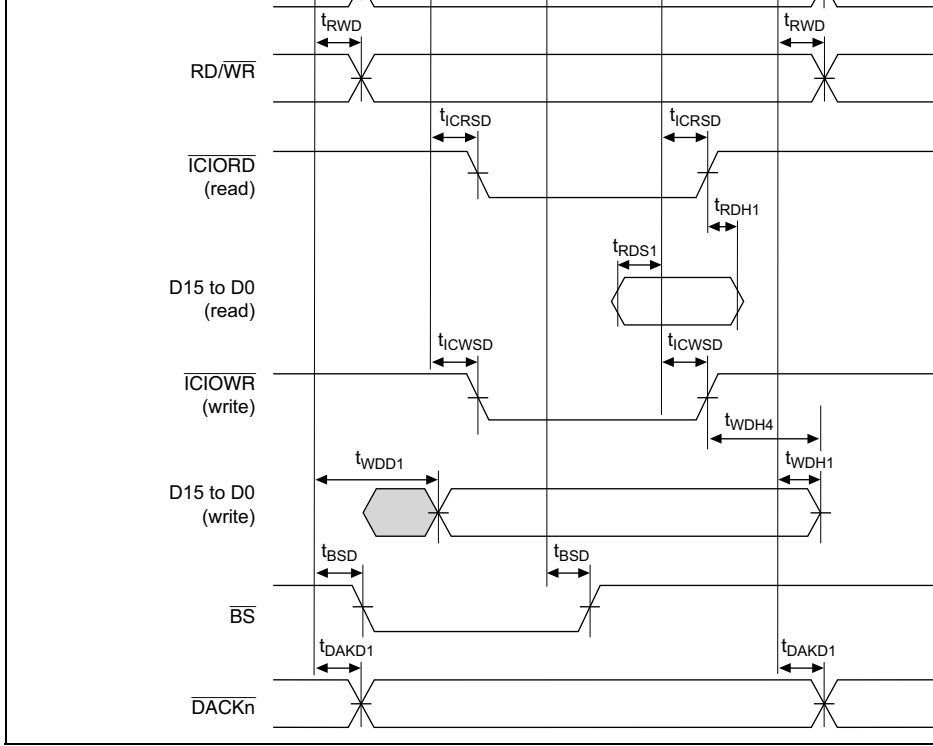 tRWD tRWD
RD/WR
tICRSD tICRSD
ICIORD
(read)
tRDH1
tRDS1
D15 to D0
(read)
tICWSD tICWSD
ICIOWR
(write)
tWDH4
tWDD1 tWDH1
D15 to D0
(write)
tBSD tBSD
BS
tDAKD1 tDAKD1
DACKn